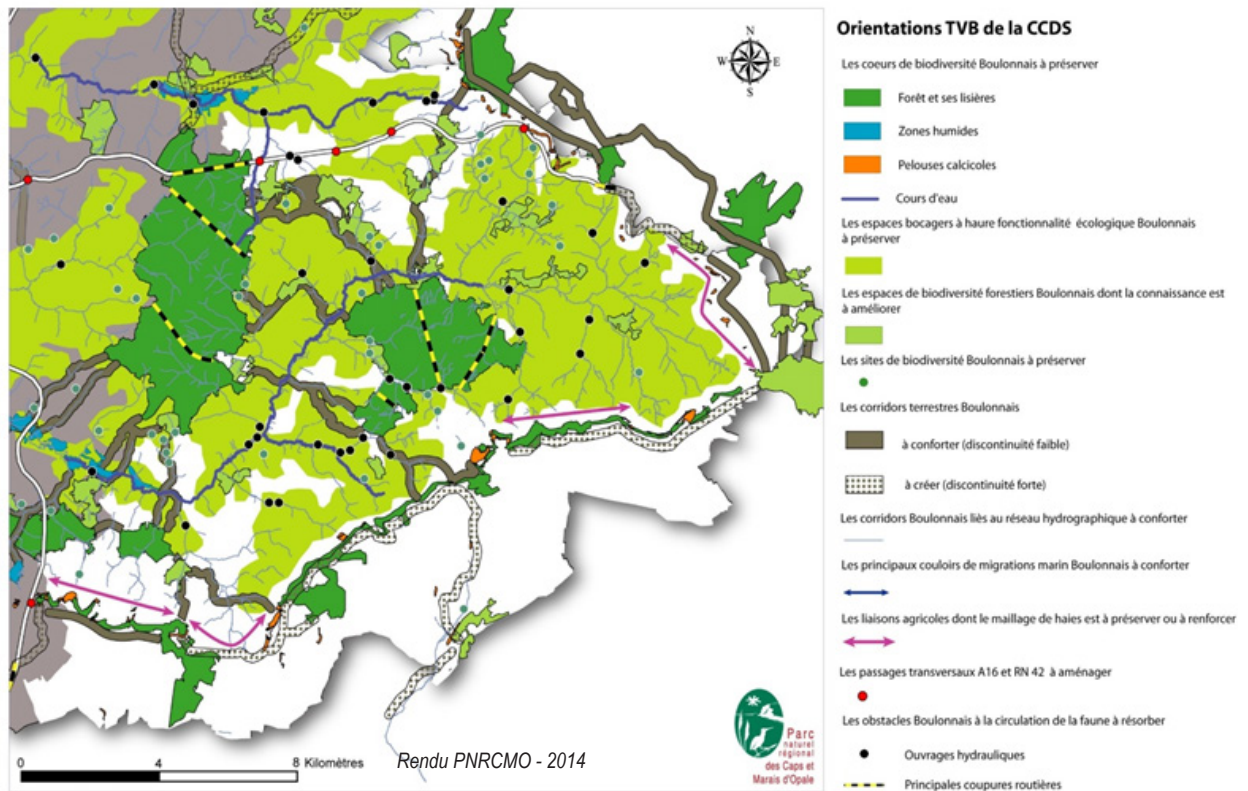 Orientations TVB de la CCDS
Les coeurs de biodiversité Boulonnais à préserver
Forêt et ses lisières
Zones humides
Pelouses calcicoles
Cours d'eau
Les espaces bocagers à haure fonctionnalité écologique Boulonnais
à préserver
Les espaces de biodiversité forestiers Boulonnais dont la connaissance est
à améliorer
Les sites de biodiversité Boulonnais à préserver
Les corridors terrestres Boulonnais
à conforter (discontinuité faible)
à créer (discontinuité forte)
Les corridors Boulonnais liès au réseau hydrographique à conforter
Les principaux couloirs de migrations marin Boulonnais à conforter
Les liaisons agricoles dont le maillage de haies est à préserver ou à renforcer
Les passages transversaux A16 et RN 42 à aménager
Les obstacles Boulonnais à la circulation de la faune à résorber
Ouvrages hydrauliques
Principales coupures routières
N
W E
S
0 4 8 Kilomètres
Rendu PNRCMO - 2014
Parc
naturel
régional
des Caps et
Marais d'Opale